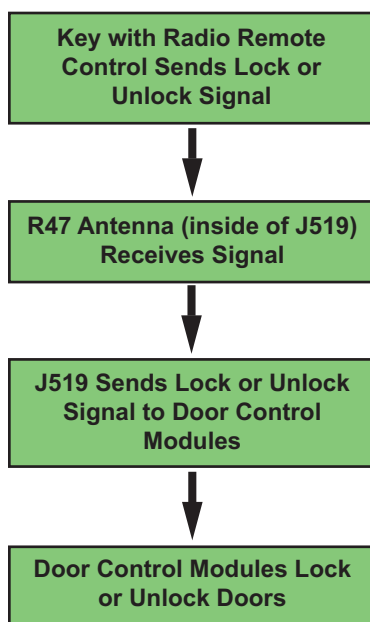 Key with Radio Remote
Control Sends Lock or
Unlock Signal
R47 Antenna (inside of J519)
Receives Signal
J519 Sends Lock or Unlock
Signal to Door Control
Modules
Door Control Modules Lock
or Unlock Doors